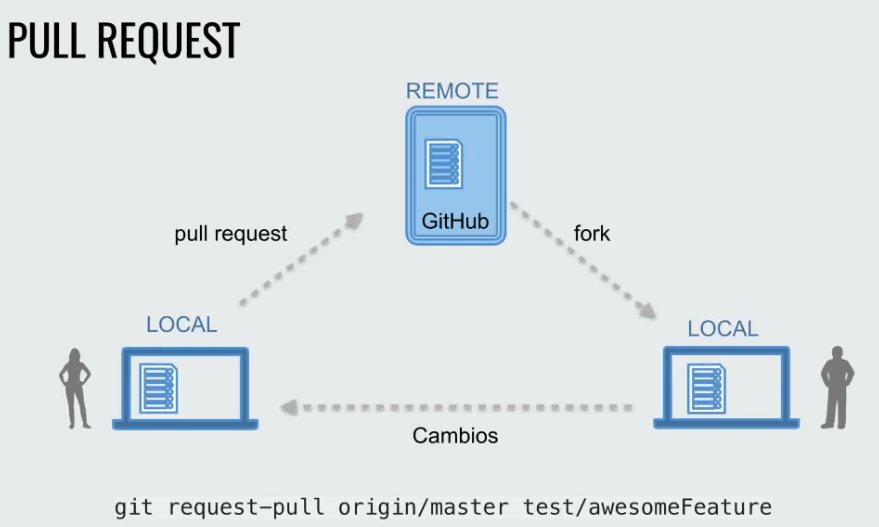 PULL REQUEST
REMOTE
GitHub
pull request
fork
LOCAL
LOCAL
Cambios
git request-pull origin/master test/awesomeFeature